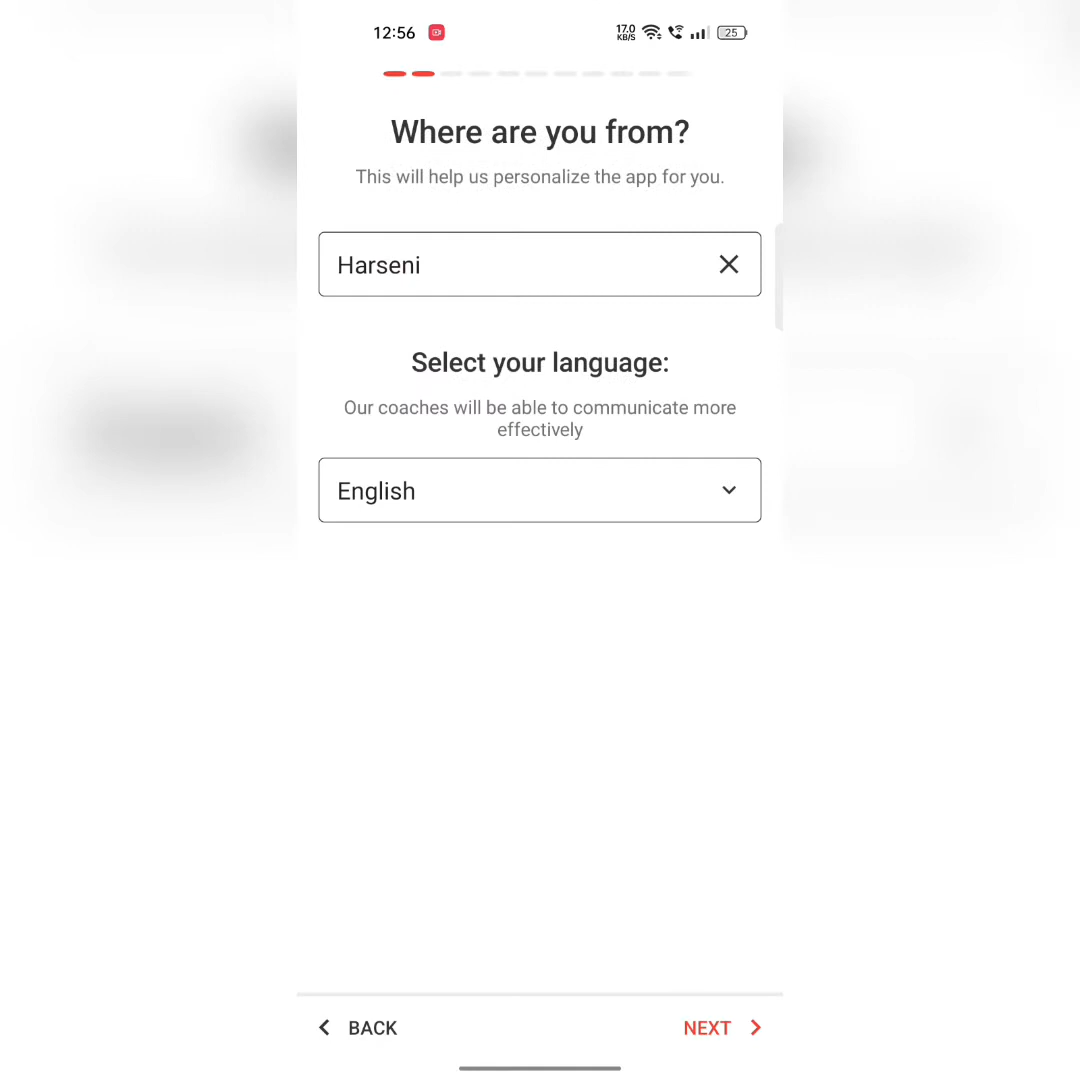 12:56
17.0
KB/S
25
Where are you from?
This will help us personalize the app for you.
Harseni
Select your language:
Our coaches will be able to communicate more
effectively
English
BACK
NEXT